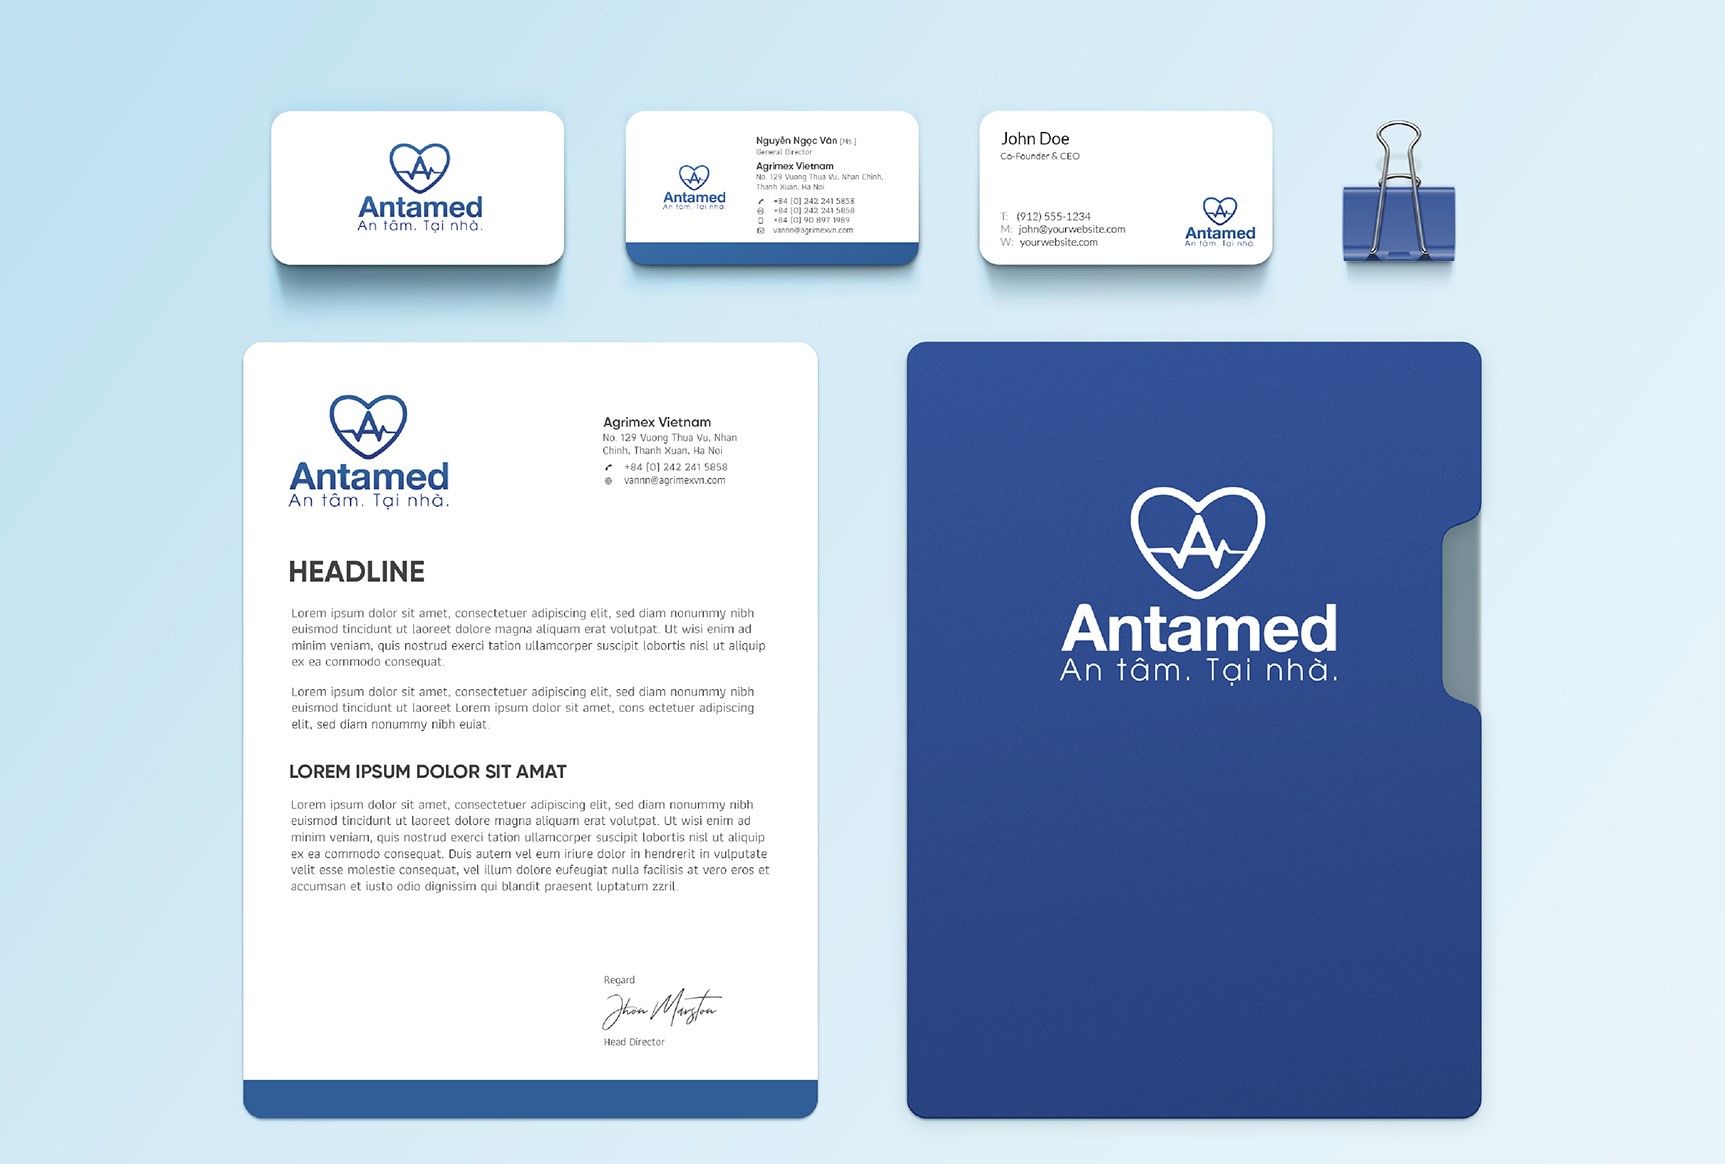 Antamed
An tâm. Tại nhà.
Antamed
An tâm. Tại nhà.
Nguyễn Ngọc Vân (Ms.)
General Director
Agrimex Vietnam
No. 129 Vuong Thua Vu, Nhan Chinh,
Thanh Xuan, Ha Noi
+84 (0) 242 241 5858
+84 (0) 242 241 5858
+84 (0) 90 897 1989
vannn@agrimexvn.com
John Doe
Co-Founder & CEO
T: (912) 555-1234
M: john@yourwebsite.com
W: yourwebsite.com
Antamed
An tâm. Tại nhà.
Antamed
An tâm. Tại nhà.
Agrimex Vietnam
No. 129 Vuong Thua Vu, Nhan
Chinh, Thanh Xuan, Ha Noi
+84 (0) 242 241 5858
vannn@agrimexvn.com
HEADLINE
Lorem ipsum dolor sit amet, consectetuer adipiscing elit, sed diam nonummy nibh
euismod tincidunt ut laoreet dolore magna aliquam erat volutpat. Ut wisi enim ad
minim veniam, quis nostrud exerci tation ullamcorper suscipit lobortis nisl ut aliquip
ex ea commodo consequat.
Lorem ipsum dolor sit amet, consectetuer adipiscing elit, sed diam nonummy nibh
euismod tincidunt ut laoreet Lorem ipsum dolor sit amet, cons ectetuer adipiscing
elit, sed diam nonummy nibh euiat.
LOREM IPSUM DOLOR SIT AMAT
Lorem ipsum dolor sit amet, consectetuer adipiscing elit, sed diam nonummy nibh
euismod tincidunt ut laoreet dolore magna aliquam erat volutpat. Ut wisi enim ad
minim veniam, quis nostrud exerci tation ullamcorper suscipit lobortis nisl ut aliquip
ex ea commodo consequat. Duis autem vel eum iriure dolor in hendrerit in vulputate
velit esse molestie consequat, vel illum dolore eufeugiat nulla facilisis at vero eros et
accumsan et iusto odio dignissim qui blandit praesent luptatum zzril.
Regard
Jhon Marston
Head Director
Antamed
An tâm. Tại nhà.